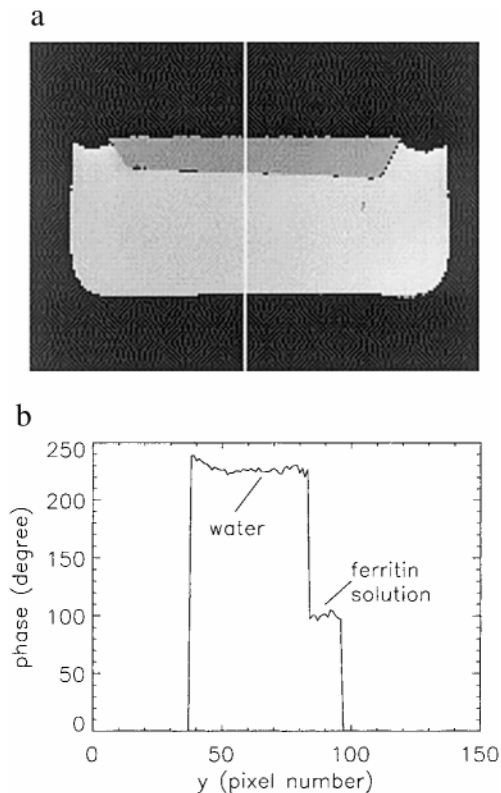 a
b
250
200
150
100
50
0
phase (degree)
water
ferritin
solution
0
50
100
150
y (pixel number)